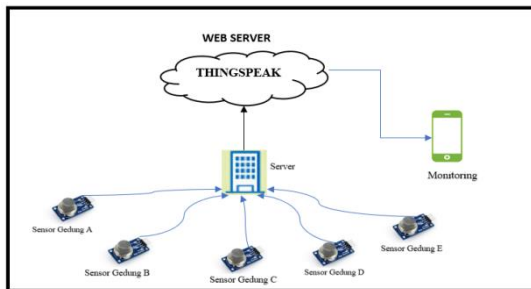 WEB SERVER
THINGSPEAK
Server
Monitoring
Sensor Gedung A
Sensor Gedung B
Sensor Gedung C
Sensor Gedung D
Sensor Gedung E